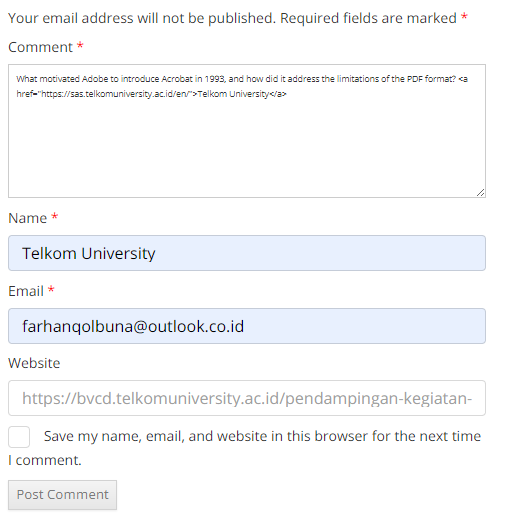 Your email address will not be published. Required fields are marked *
Comment *
What motivated Adobe to introduce Acrobat in 1993, and how did it address the limitations of the PDF format? <a
href="https://sas.telkomuniversity.ac.id/en/">Telkom University</a>
Name *
Telkom University
Email *
farhanqolbuna@outlook.co.id
Website
https://bvcd.telkomuniversity.ac.id/pendampingan-kegiatan-
Save my name, email, and website in this browser for the next time
I comment.
Post Comment